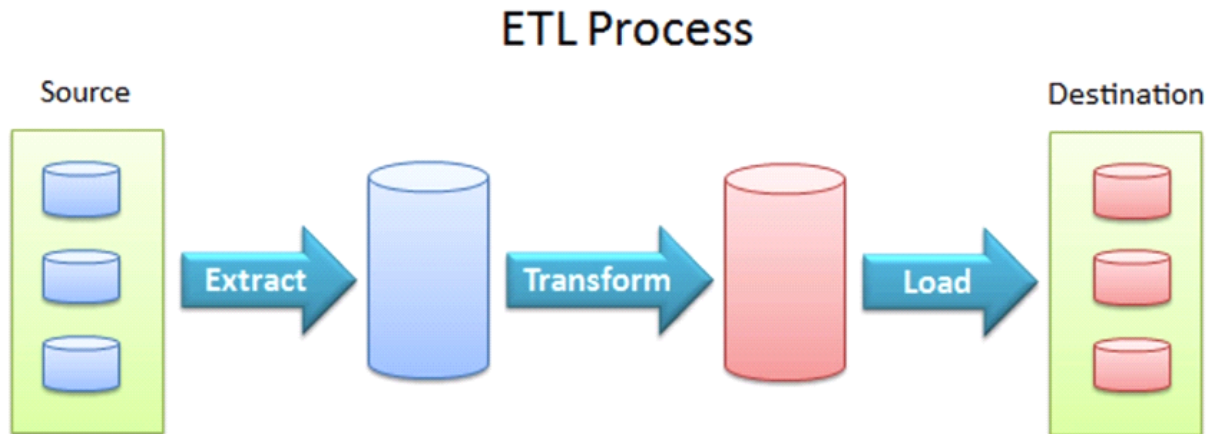 ETL Process
Source
Destination
Extract
Transform
Load